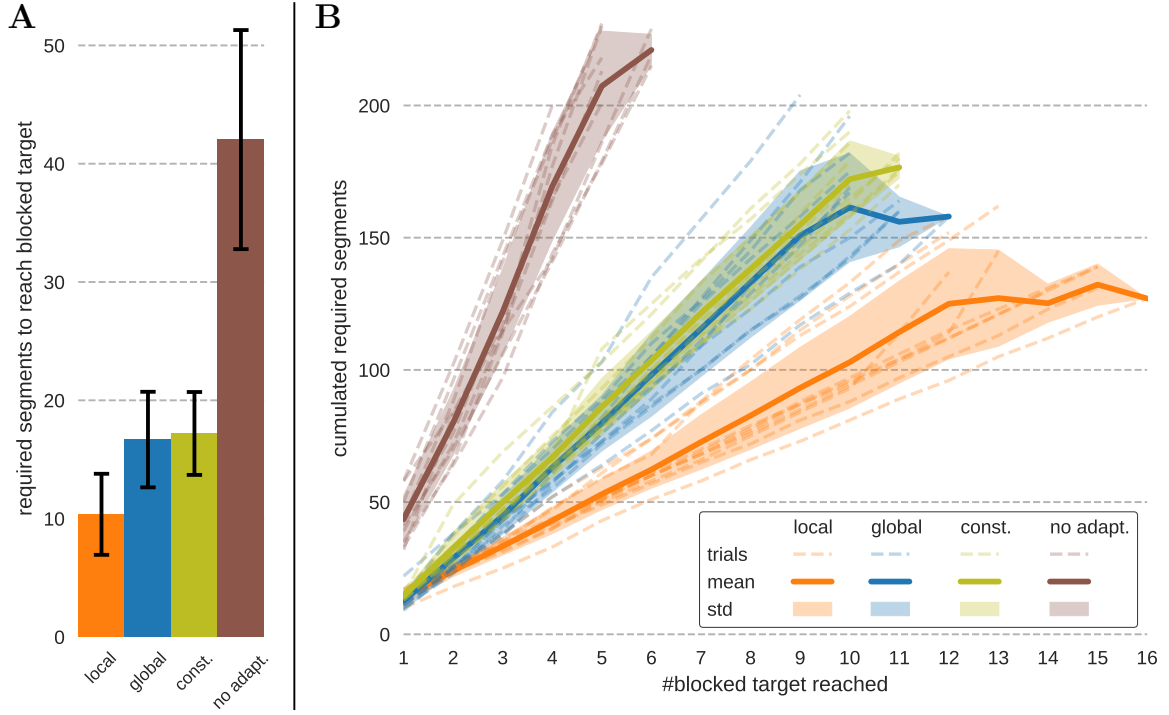 A
required segments to reach blocked target
50
40
30
20
10
0
local
global
const.
no adapt.
B
cumulated required segments
200
150
100
50
0
local global const. no adapt.
trials
mean
std
1 2 3 4 5 6 7 8 9 10 11 12 13 14 15 16
#blocked target reached